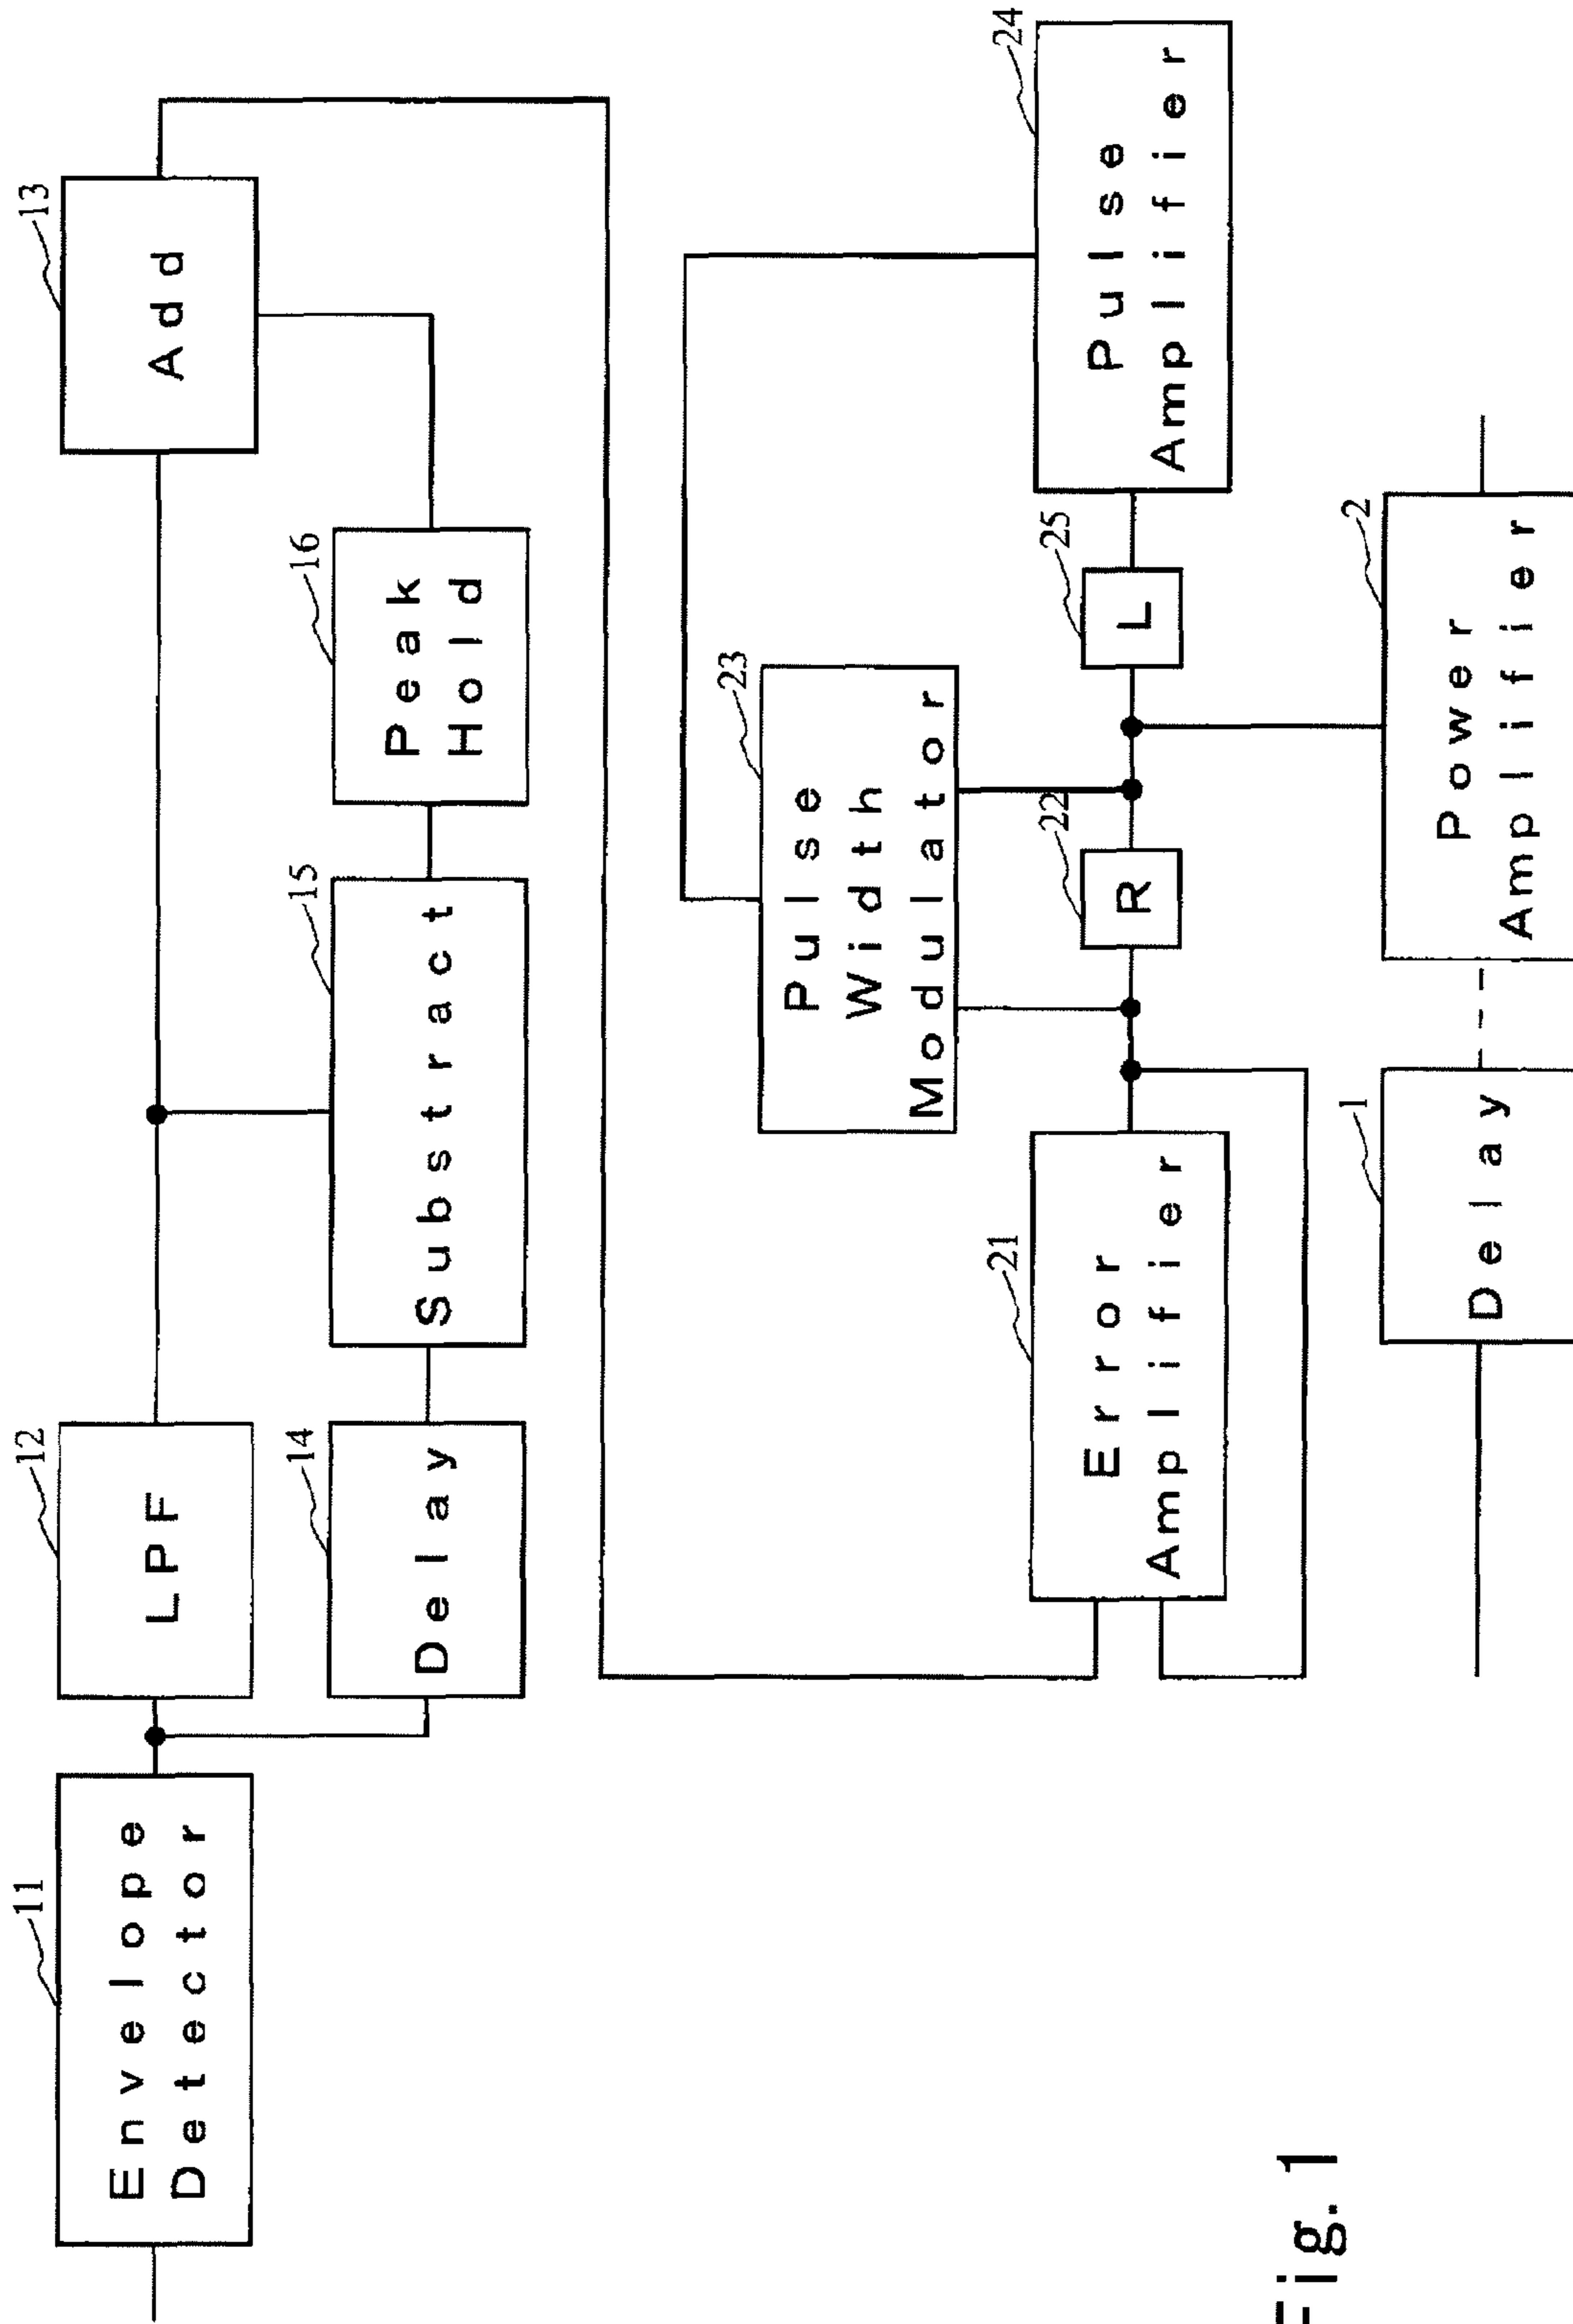 11
Envelope
Detector
12
LPF
13
Add
14
Delay
15
Substract
16
Peak
Hold
23
Pulse
Width
Modulator
24
Pulse
Amplifier
21
Error
Amplifier
22
R
25
L
1
Delay
2
Power
Amplifier
Fig. 1